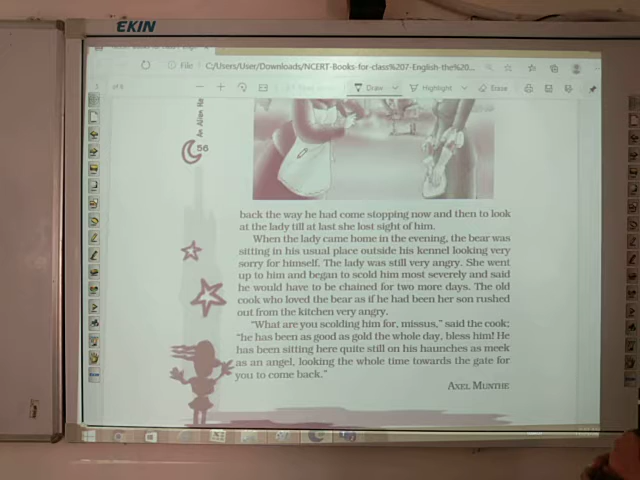 EKIN
File C:/Users/User/Downloads/NCERT-Books-for-class%207-English-the%20...
Draw Highlight Erase
An Alien Ha
56
back the way he had come stopping now and then to look
at the lady till at last she lost sight of him.
When the lady came home in the evening, the bear was
sitting in his usual place outside his kennel looking very
sorry for himself. The lady was still very angry. She went
up to him and began to scold him most severely and said
he would have to be chained for two more days. The old
cook who loved the bear as if he had been her son rushed
out from the kitchen very angry.
“What are you scolding him for, missus,” said the cook;
“he has been as good as gold the whole day, bless him! He
has been sitting here quite still on his haunches as meek
as an angel, looking the whole time towards the gate for
you to come back.”
AXEL MUNTHE